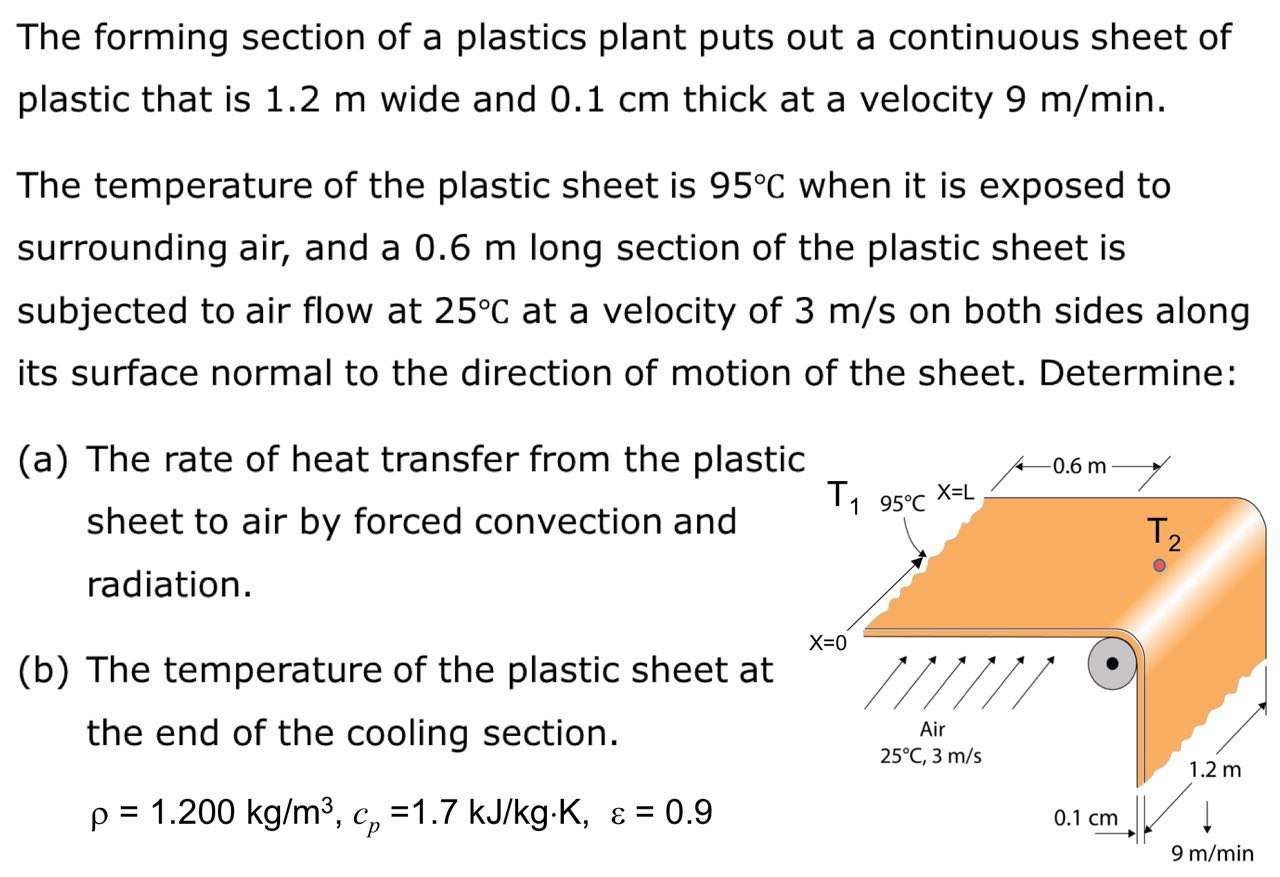 The forming section of a plastics plant puts out a continuous sheet of
plastic that is 1.2 m wide and 0.1 cm thick at a velocity 9 m/min.
The temperature of the plastic sheet is 95°C when it is exposed to
surrounding air, and a 0.6 m long section of the plastic sheet is
subjected to air flow at 25°C at a velocity of 3 m/s on both sides along
its surface normal to the direction of motion of the sheet. Determine:
(a) The rate of heat transfer from the plastic
sheet to air by forced convection and
radiation.
(b) The temperature of the plastic sheet at
the end of the cooling section.
ρ = 1.200 kg/m³, cₚ =1.7 kJ/kg·K, ε = 0.9
0.6 m
T₁ 95°C X=L
T₂
X=0
Air
25°C, 3 m/s
1.2 m
0.1 cm
9 m/min